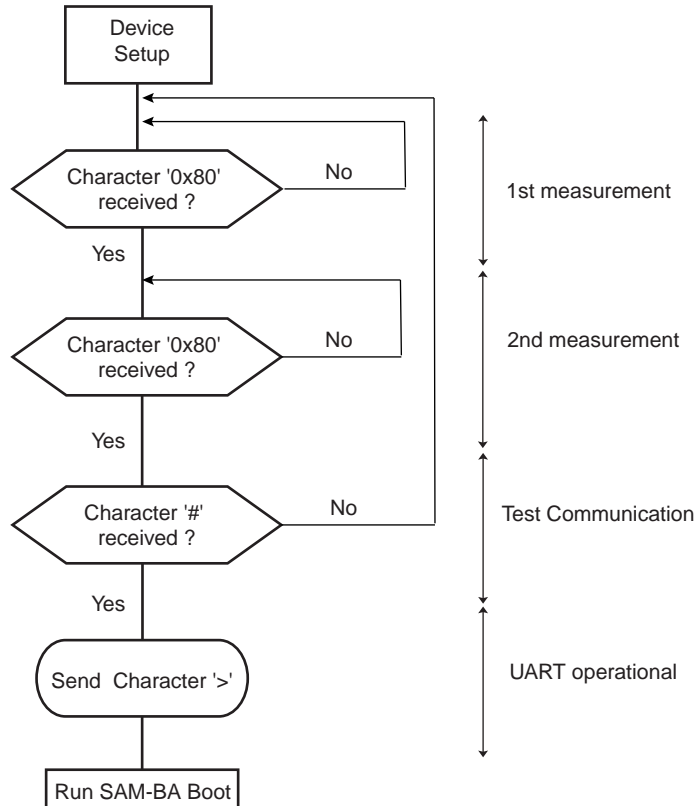 Device
Setup
Character '0x80'
received ?
No
1st measurement
Yes
Character '0x80'
received ?
No
2nd measurement
Yes
Character '#'
received ?
No
Test Communication
Yes
Send Character '>'
UART operational
Run SAM-BA Boot